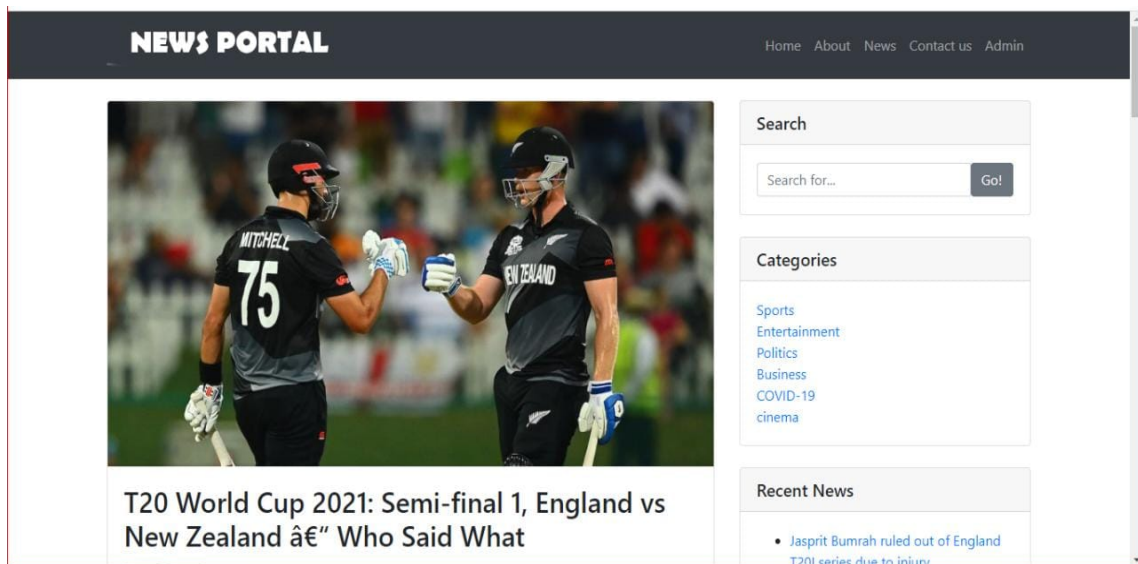 NEWS PORTAL
Home About News Contact us Admin
MITCHELL
75
NEW ZEALAND
T20 World Cup 2021: Semi-final 1, England vs
New Zealand â€“ Who Said What
Search
Search for...
Go!
Categories
Sports
Entertainment
Politics
Business
COVID-19
cinema
Recent News
Jasprit Bumrah ruled out of England
T20I series due to injury